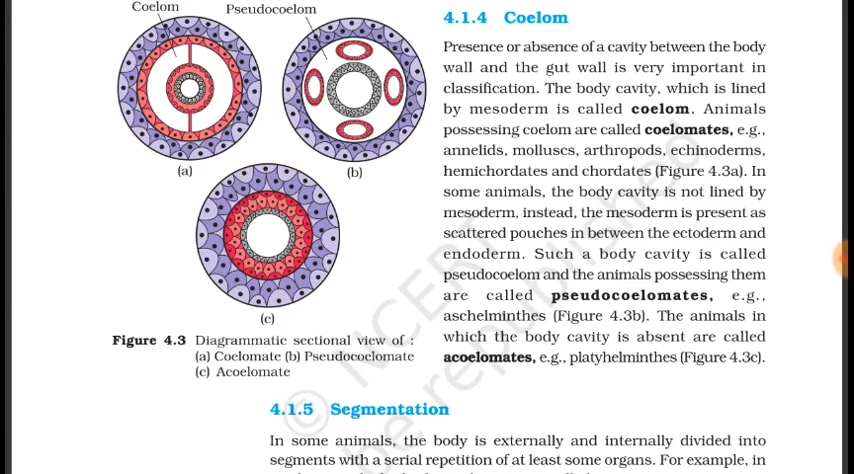 Coelom
Pseudocoelom
(a)
(b)
(c)
Figure 4.3 Diagrammatic sectional view of :
(a) Coelomate (b) Pseudocoelomate
(c) Acoelomate
4.1.4 Coelom
Presence or absence of a cavity between the body
wall and the gut wall is very important in
classification. The body cavity, which is lined
by mesoderm is called coelom. Animals
possessing coelom are called coelomates, e.g.,
annelids, molluscs, arthropods, echinoderms,
hemichordates and chordates (Figure 4.3a). In
some animals, the body cavity is not lined by
mesoderm, instead, the mesoderm is present as
scattered pouches in between the ectoderm and
endoderm. Such a body cavity is called
pseudocoelom and the animals possessing them
are called pseudocoelomates, e.g.,
aschelminthes (Figure 4.3b). The animals in
which the body cavity is absent are called
acoelomates, e.g., platyhelminthes (Figure 4.3c).
4.1.5 Segmentation
In some animals, the body is externally and internally divided into
segments with a serial repetition of at least some organs. For example, in
© NCERT
be republished